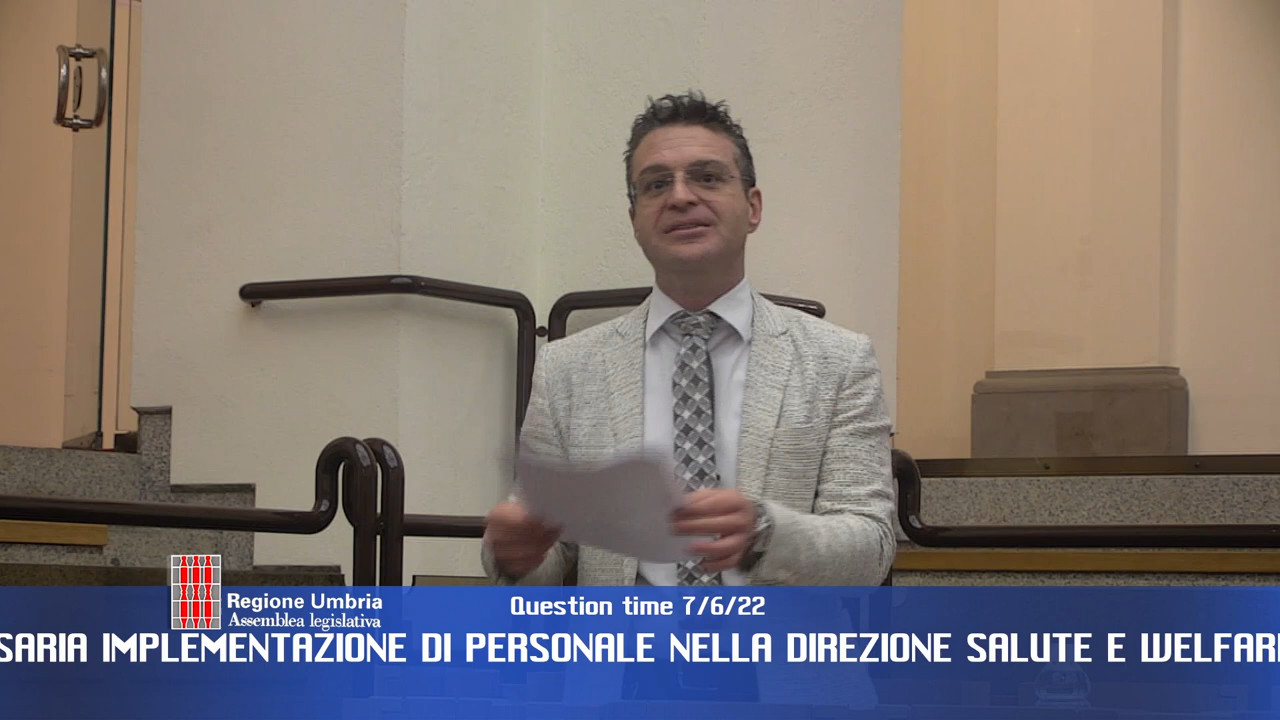 Regione Umbria
Assemblea legislativa
Question time 7/6/22
SARIA IMPLEMENTAZIONE DI PERSONALE NELLA DIREZIONE SALUTE E WELFAR